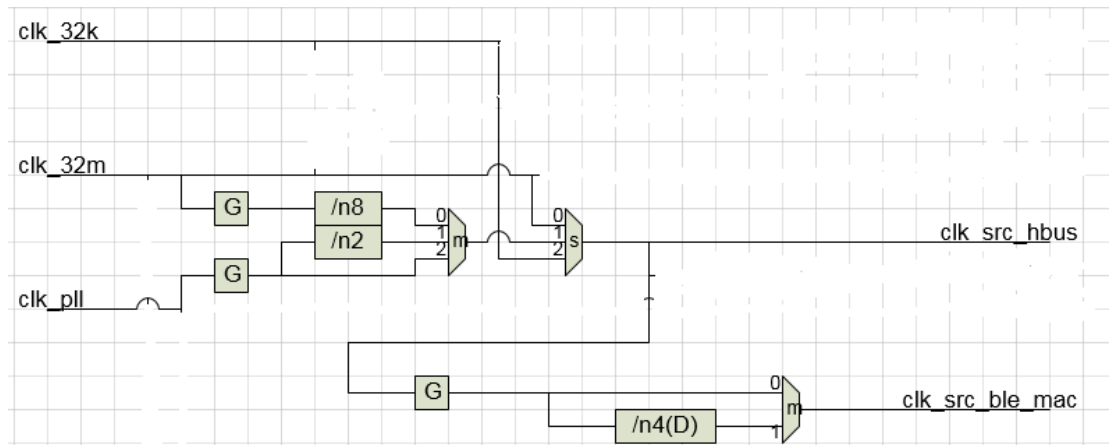 clk_32k
clk_32m
G
/n8
0
1
2
m
0
1
2
s
/n2
clk_src_hbus
G
clk_pll
G
0
1
m
/n4(D)
clk_src_ble_mac